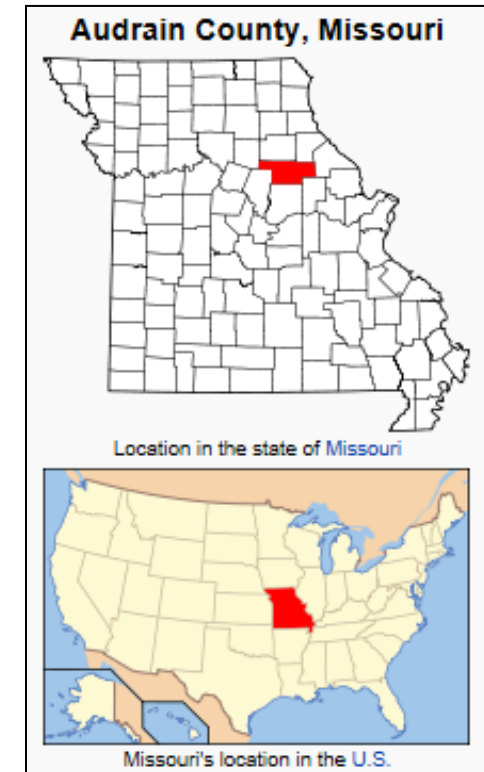 Audrain County, Missouri
Location in the state of Missouri
Missouri's location in the U.S.